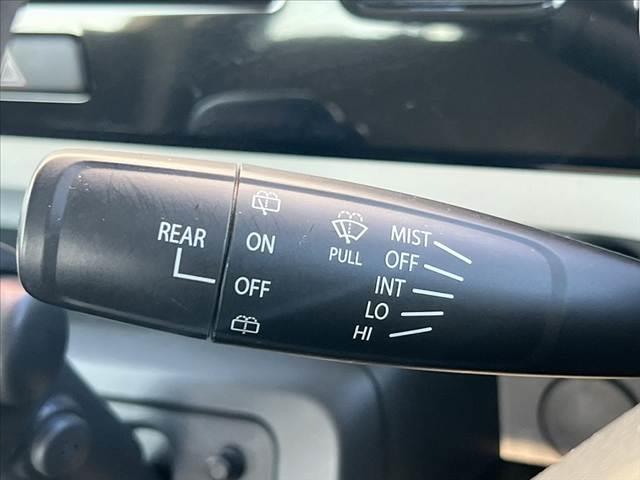 REAR
ON
OFF
PULL
MIST
OFF
INT
LO
HI